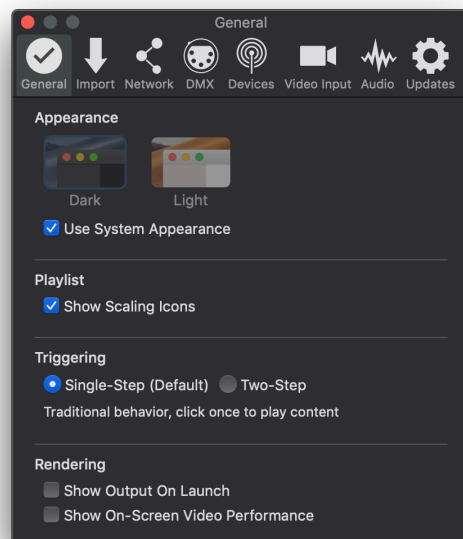 General
General Import Network DMX Devices Video Input Audio Updates
Appearance
Dark Light
Use System Appearance
Playlist
Show Scaling Icons
Triggering
Single-Step (Default) Two-Step
Traditional behavior, click once to play content
Rendering
Show Output On Launch
Show On-Screen Video Performance